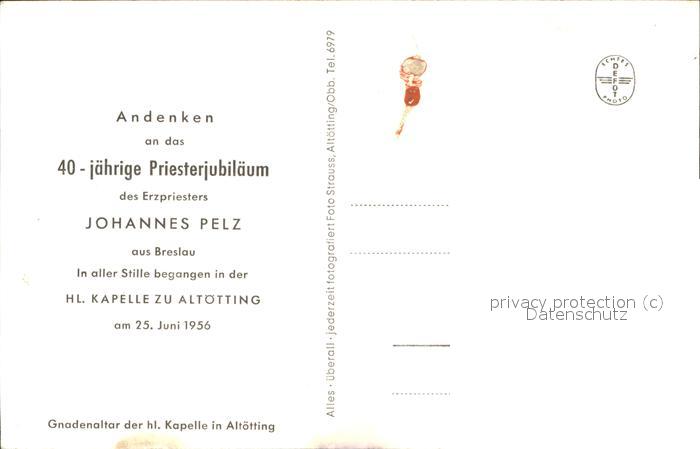 Andenken
an das
40-jährige Priesterjubiläum
des Erzpriesters
JOHANNES PELZ
aus Breslau
In aller Stille begangen in der
HL. KAPELLE ZU ALTÖTTING
am 25. Juni 1956
Gnadenaltar der hl. Kapelle in Altötting
Alles · überall · jederzeit fotografiert Foto Strauss, Altötting/Obb. Tel. 6979
ECHTES
DEFOT
PHOTO
privacy protection (c)
Datenschutz